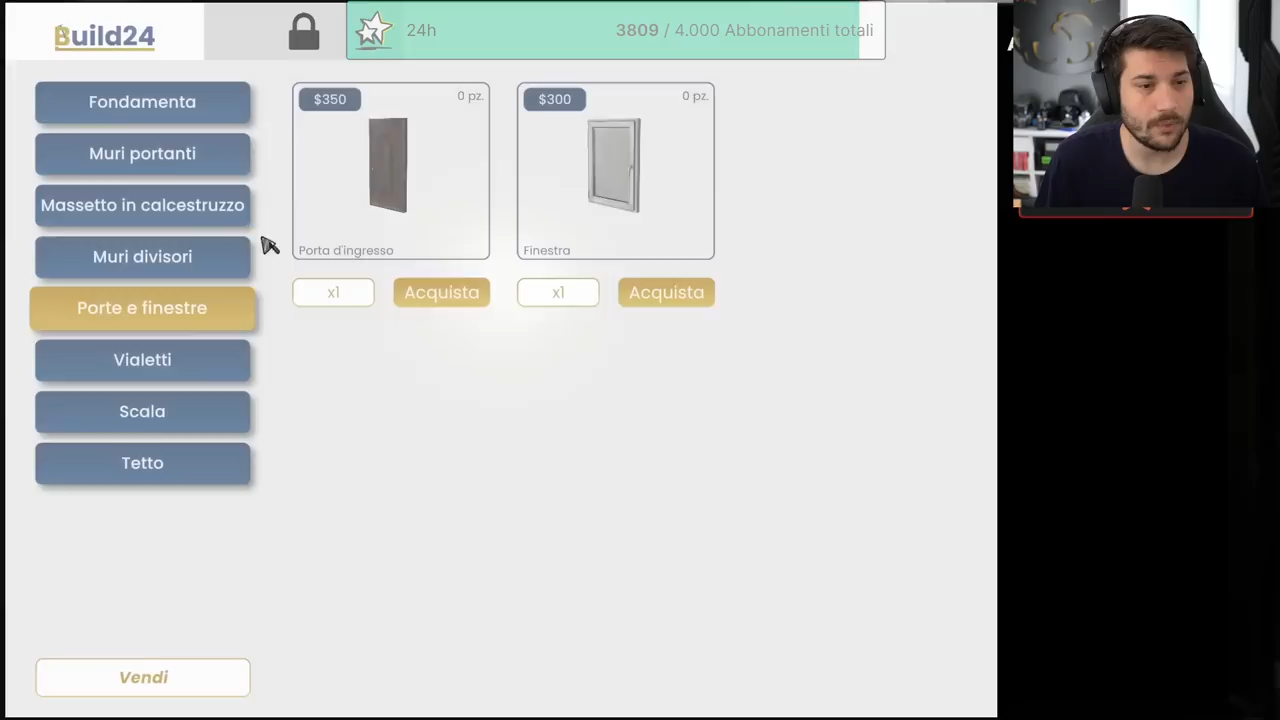 Build24
24h
3809 / 4.000 Abbonamenti totali
Fondamenta
Muri portanti
Massetto in calcestruzzo
Muri divisori
Porte e finestre
Vialetti
Scala
Tetto
Vendi
$350
0 pz.
Porta d'ingresso
x1
Acquista
$300
0 pz.
Finestra
x1
Acquista